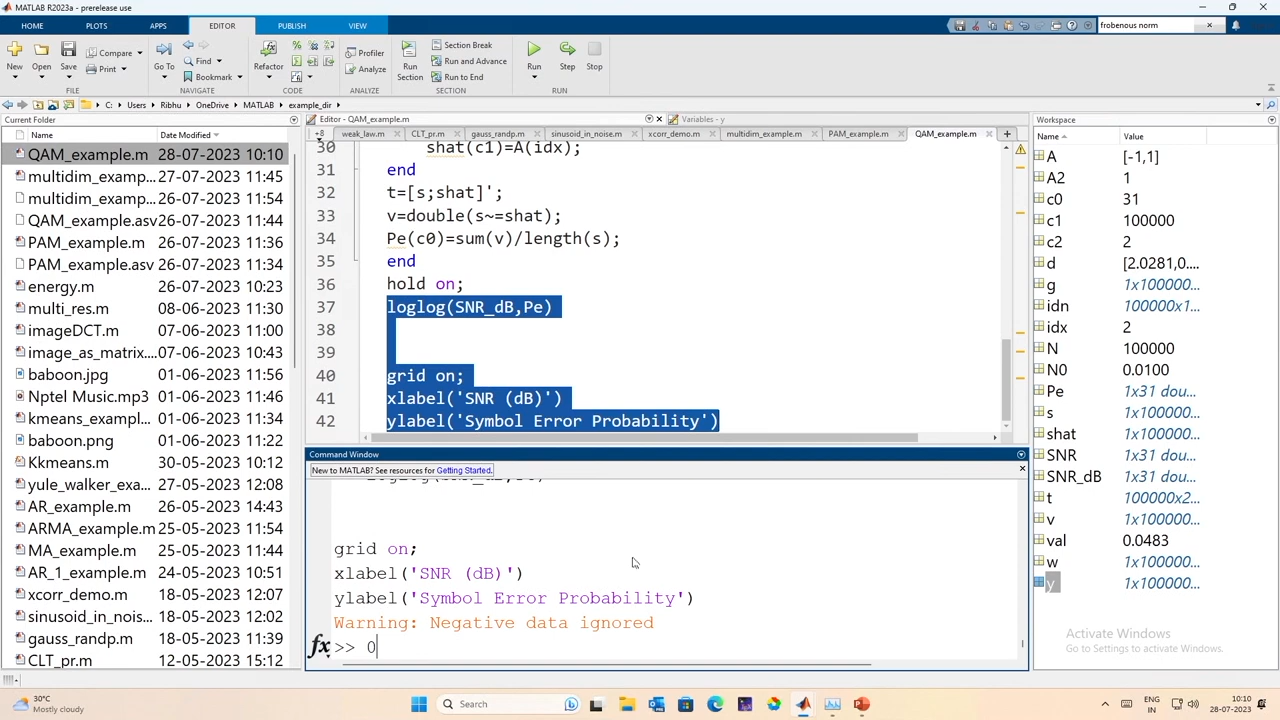 MATLAB R2023a - prerelease use
HOME PLOTS APPS EDITOR PUBLISH VIEW
frobenous norm
New Open Save Compare Print Go To Find Bookmark Refactor Profiler Analyze Run Section Section Break Run and Advance Run to End Run Step Stop
FILE NAVIGATE CODE ANALYZE SECTION RUN
C: Users Ribhu OneDrive MATLAB example_dir
Current Folder
Name Date Modified
QAM_example.m 28-07-2023 10:10
multidim_examp... 27-07-2023 11:45
multidim_examp... 26-07-2023 11:54
QAM_example.asv 26-07-2023 11:44
PAM_example.m 26-07-2023 11:36
PAM_example.asv 26-07-2023 11:34
energy.m 26-07-2023 10:23
multi_res.m 08-06-2023 11:30
imageDCT.m 07-06-2023 11:00
image_as_matrix.... 07-06-2023 10:43
baboon.jpg 01-06-2023 11:56
Nptel Music.mp3 01-06-2023 11:46
kmeans_exampl... 01-06-2023 11:34
baboon.png 01-06-2023 11:22
Kkmeans.m 30-05-2023 10:12
yule_walker_exa... 27-05-2023 12:08
AR_example.m 26-05-2023 14:43
ARMA_example.m 25-05-2023 11:54
MA_example.m 25-05-2023 11:44
AR_1_example.m 24-05-2023 10:51
xcorr_demo.m 18-05-2023 12:07
sinusoid_in_nois... 18-05-2023 12:02
gauss_randp.m 18-05-2023 11:39
CLT_pr.m 12-05-2023 15:12
Editor - QAM_example.m
Variables - y
+8 weak_law.m CLT_pr.m gauss_randp.m sinusoid_in_noise.m xcorr_demo.m multidim_example.m PAM_example.m QAM_example.m
30 shat(c1)=A(idx);
31 end
32 t=[s;shat]';
33 v=double(s~=shat);
34 Pe(c0)=sum(v)/length(s);
35 end
36 hold on;
37 loglog(SNR_dB,Pe)
38
39
40 grid on;
41 xlabel('SNR (dB)')
42 ylabel('Symbol Error Probability')
Command Window
New to MATLAB? See resources for Getting Started.
loglog(SNR_dB,Pe)
grid on;
xlabel('SNR (dB)')
ylabel('Symbol Error Probability')
Warning: Negative data ignored
fx >> 0
Workspace
Name Value
A [-1,1]
A2 1
c0 31
c1 100000
c2 2
d [2.0281,0....
g 1x100000...
idn 100000x1...
idx 2
N 100000
N0 0.0100
Pe 1x31 dou...
s 1x100000...
shat 1x100000...
SNR 1x31 dou...
SNR_dB 1x31 dou...
t 100000x2...
v 1x100000...
val 0.0483
w 1x100000...
y 1x100000...
Activate Windows
Go to Settings to activate Windows.
30°C
Mostly cloudy
Search
ENG
IN
10:10
28-07-2023